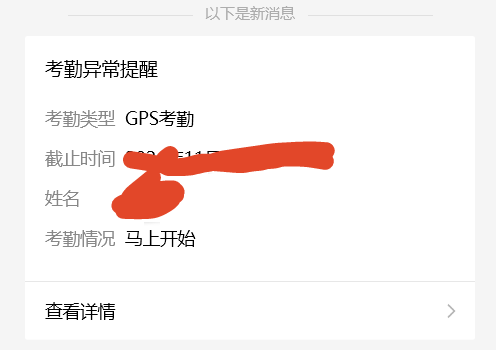 以下是新消息
考勤异常提醒
考勤类型 GPS考勤
截止时间
姓名
考勤情况 马上开始
查看详情